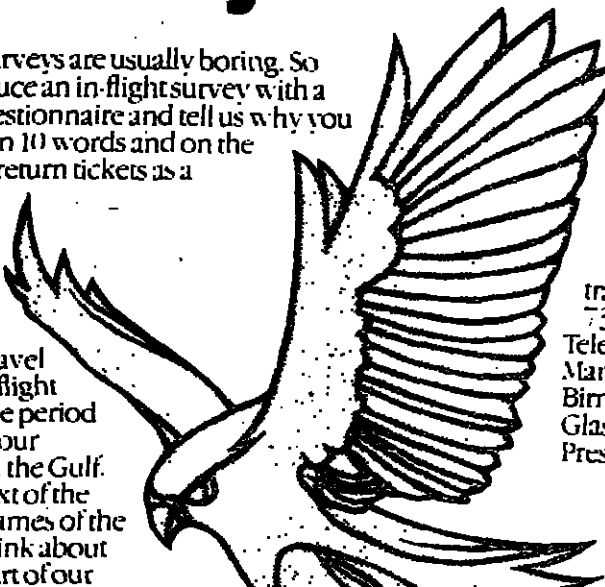 rveys are usually boring. So
uce an in-flight survey with a
estionnaire and tell us why you
n 10 words and on the
return tickets as a
avel
flight
e period
our
the Gulf.
xt of the
ames of the
ink about
art of our
tr
Tele
Man
Birm
Glas
Pres